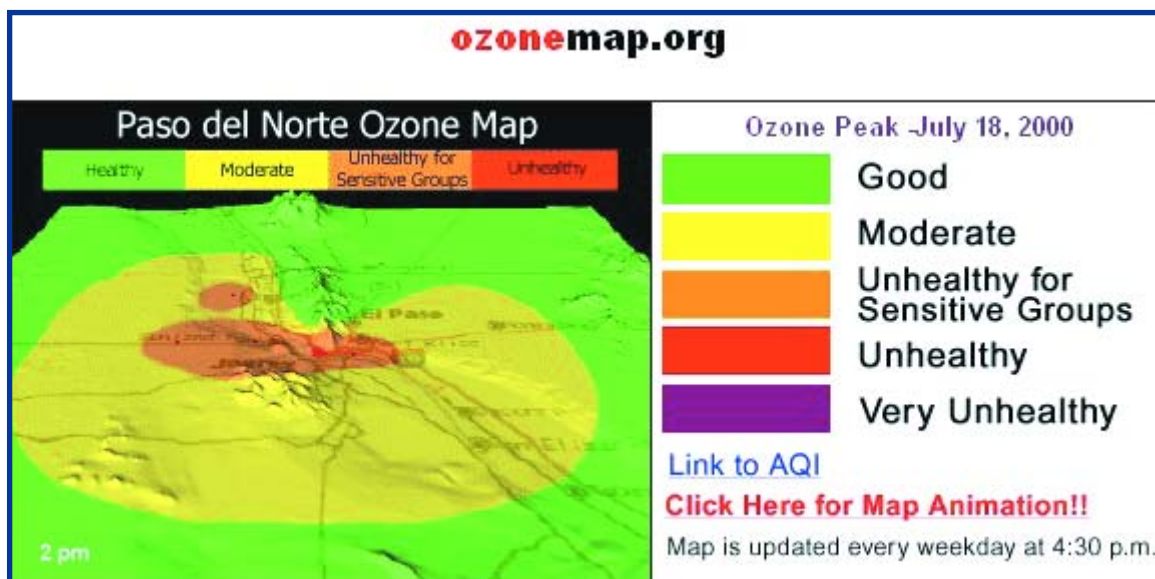 ozonemap.org
Paso del Norte Ozone Map
Healthy
Moderate
Unhealthy for
Sensitive Groups
Unhealthy
El Paso
2 pm
Ozone Peak -July 18, 2000
Good
Moderate
Unhealthy for
Sensitive Groups
Unhealthy
Very Unhealthy
Link to AQI
Click Here for Map Animation!!
Map is updated every weekday at 4:30 p.m.